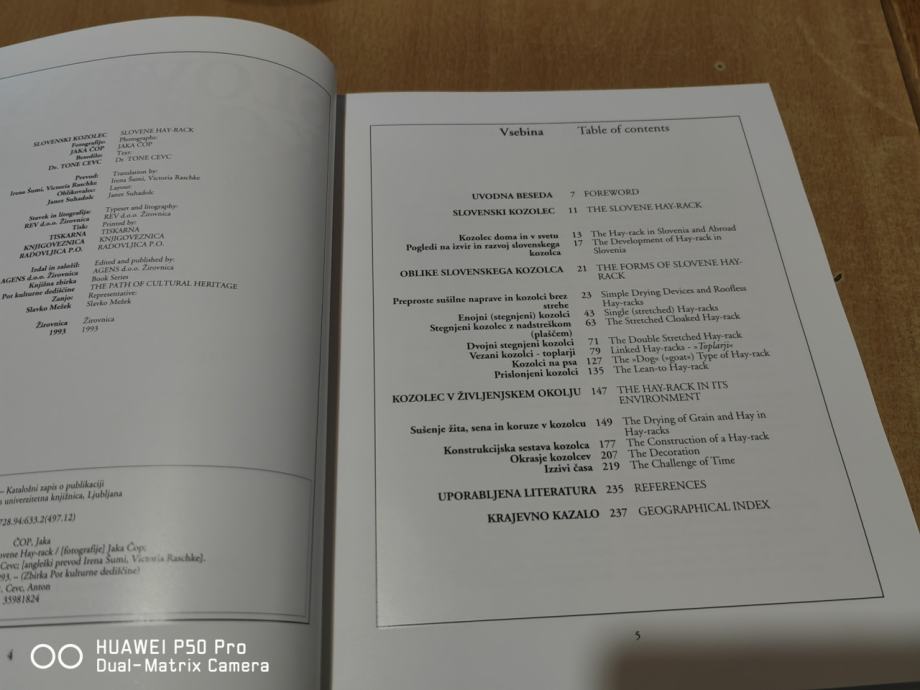 SLOVENSKI KOZOLEC SLOVENE HAY-RACK
Fotografije: Photographs:
JAKA ČOP JAKA ČOP
Besedilo: Text:
Dr. TONE CEVC Dr. TONE CEVC
Prevod: Translation by:
Irena Šumi, Victoria Raschke Irena Šumi, Victoria Raschke
Oblikovalec: Layout:
Janez Suhadolc Janez Suhadolc
Stavek in litografija: Typeset and litography:
REV d.o.o. Žirovnica REV d.o.o. Žirovnica
Tisk: Printed by:
TISKARNA TISKARNA
KNJIGOVEZNICA KNJIGOVEZNICA
RADOVLJICA P.O. RADOVLJICA P.O.
Izdal in založil: Edited and published by:
AGENS d.o.o. Žirovnica AGENS d.o.o. Žirovnica
Knjižna zbirka Book Series
Pot kulturne dediščine THE PATH OF CULTURAL HERITAGE
Zanjo: Representative:
Slavko Mežek Slavko Mežek
Žirovnica Žirovnica
1993 1993
– Kataložni zapis o publikaciji
univerzitetna knjižnica, Ljubljana
728.94:633.2(497.12)
ČOP, Jaka
Hay-rack / [fotografije] Jaka Čop;
Cevc; [angleški prevod Irena Šumi, Victoria Raschke].
93. – (Zbirka Pot kulturne dediščine)
Cevc, Anton
35981824
4
Vsebina Table of contents
UVODNA BESEDA 7 FOREWORD
SLOVENSKI KOZOLEC 11 THE SLOVENE HAY-RACK
Kozolec doma in v svetu 13 The Hay-rack in Slovenia and Abroad
Pogledi na izvir in razvoj slovenskega 17 The Development of Hay-rack in
kozolca Slovenia
OBLIKE SLOVENSKEGA KOZOLCA 21 THE FORMS OF SLOVENE HAY-
RACK
Preproste sušilne naprave in kozolci brez 23 Simple Drying Devices and Roofless
strehe Hay-racks
Enojni (stegnjeni) kozolci 43 Single (stretched) Hay-racks
Stegnjeni kozolec z nadstreškom 63 The Stretched Cloaked Hay-rack
(plaščem)
Dvojni stegnjeni kozolci 71 The Double Stretched Hay-rack
Vezani kozolci - toplarji 79 Linked Hay-racks - »Toplarji«
Kozolci na psa 127 The »Dog« (»goat«) Type of Hay-rack
Prislonjeni kozolci 135 The Lean-to Hay-rack
KOZOLEC V ŽIVLJENJSKEM OKOLJU 147 THE HAY-RACK IN ITS
ENVIRONMENT
Sušenje žita, sena in koruze v kozolcu 149 The Drying of Grain and Hay in
Hay-racks
Konstrukcijska sestava kozolca 177 The Construction of a Hay-rack
Okrasje kozolcev 207 The Decoration
Izzivi časa 219 The Challenge of Time
UPORABLJENA LITERATURA 235 REFERENCES
KRAJEVNO KAZALO 237 GEOGRAPHICAL INDEX
5
HUAWEI P50 Pro
Dual-Matrix Camera